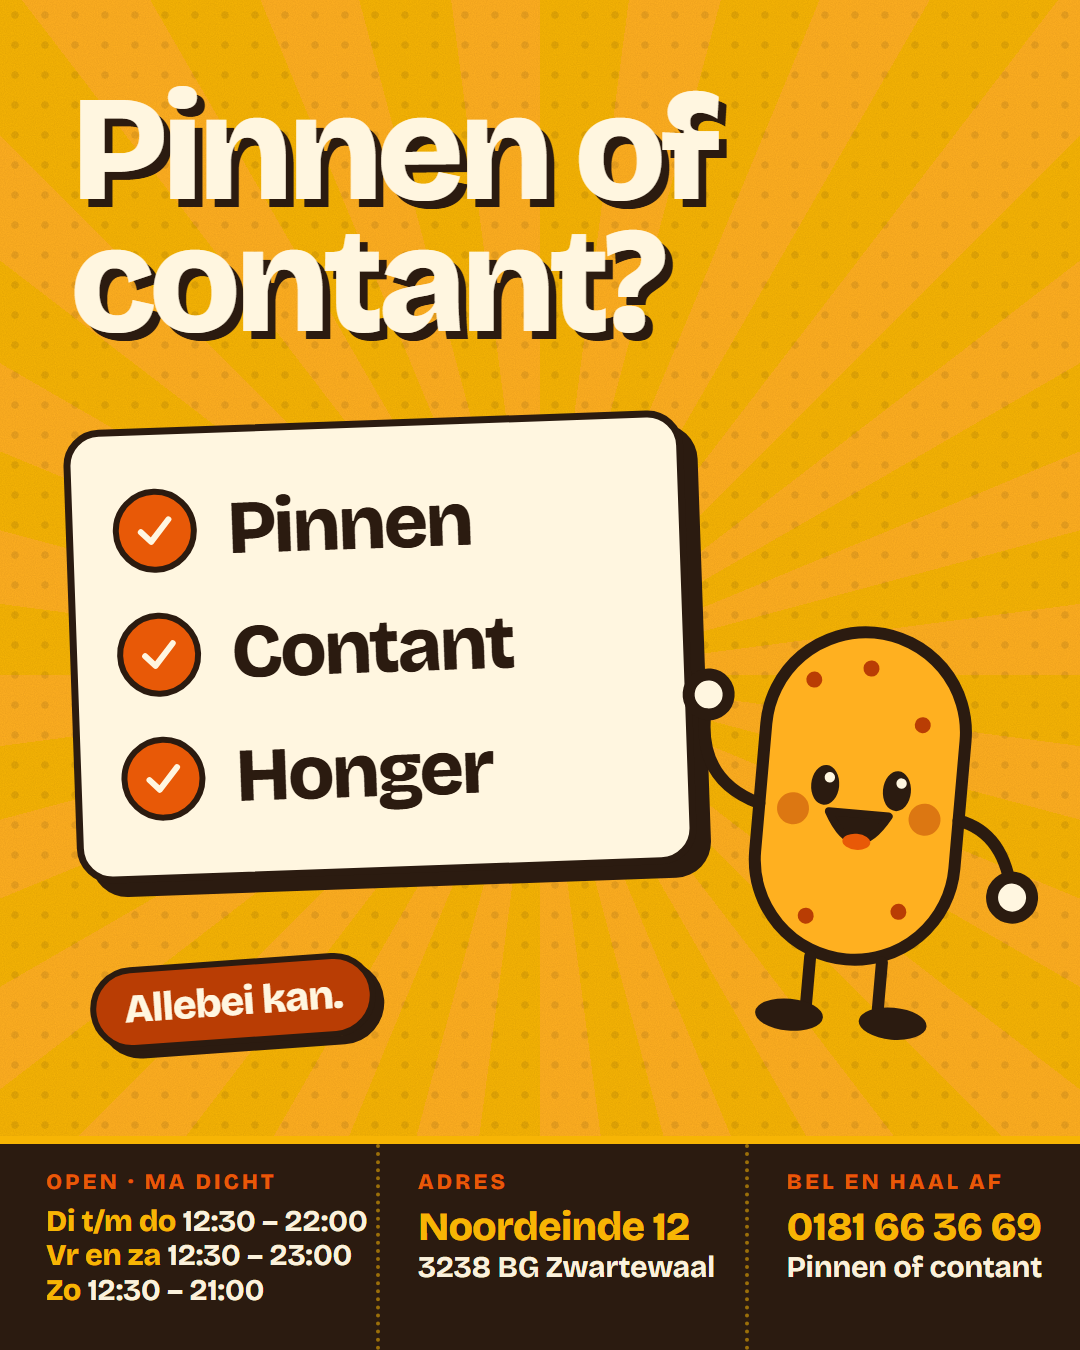 Pinnen of
contant?
Pinnen
Contant
Honger
Allebei kan.
OPEN · MA DICHT
Di t/m do 12:30 – 22:00
Vr en za 12:30 – 23:00
Zo 12:30 – 21:00
ADRES
Noordeinde 12
3238 BG Zwartewaal
BEL EN HAAL AF
0181 66 36 69
Pinnen of contant